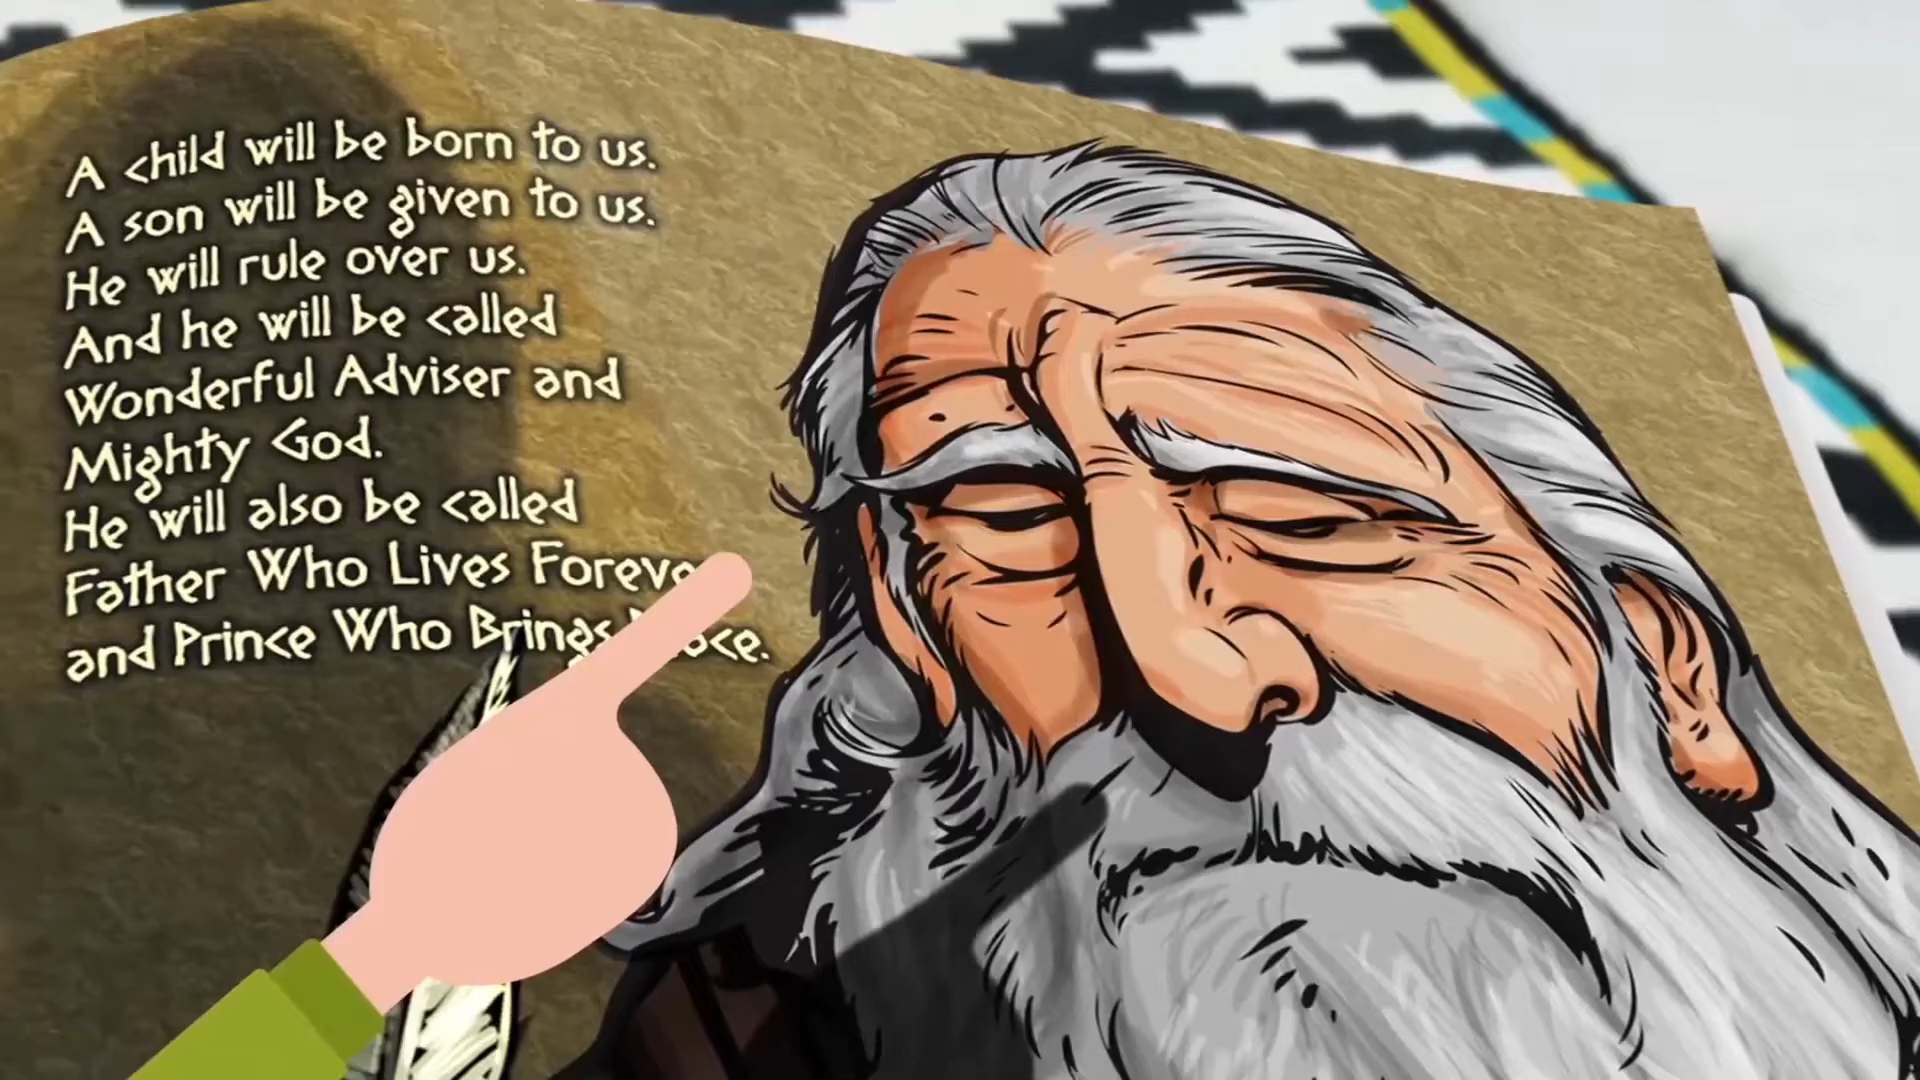 A child will be born to us.
A son will be given to us.
He will rule over us.
And he will be called
Wonderful Adviser and
Mighty God.
He will also be called
Father Who Lives
and Prince Who Brings